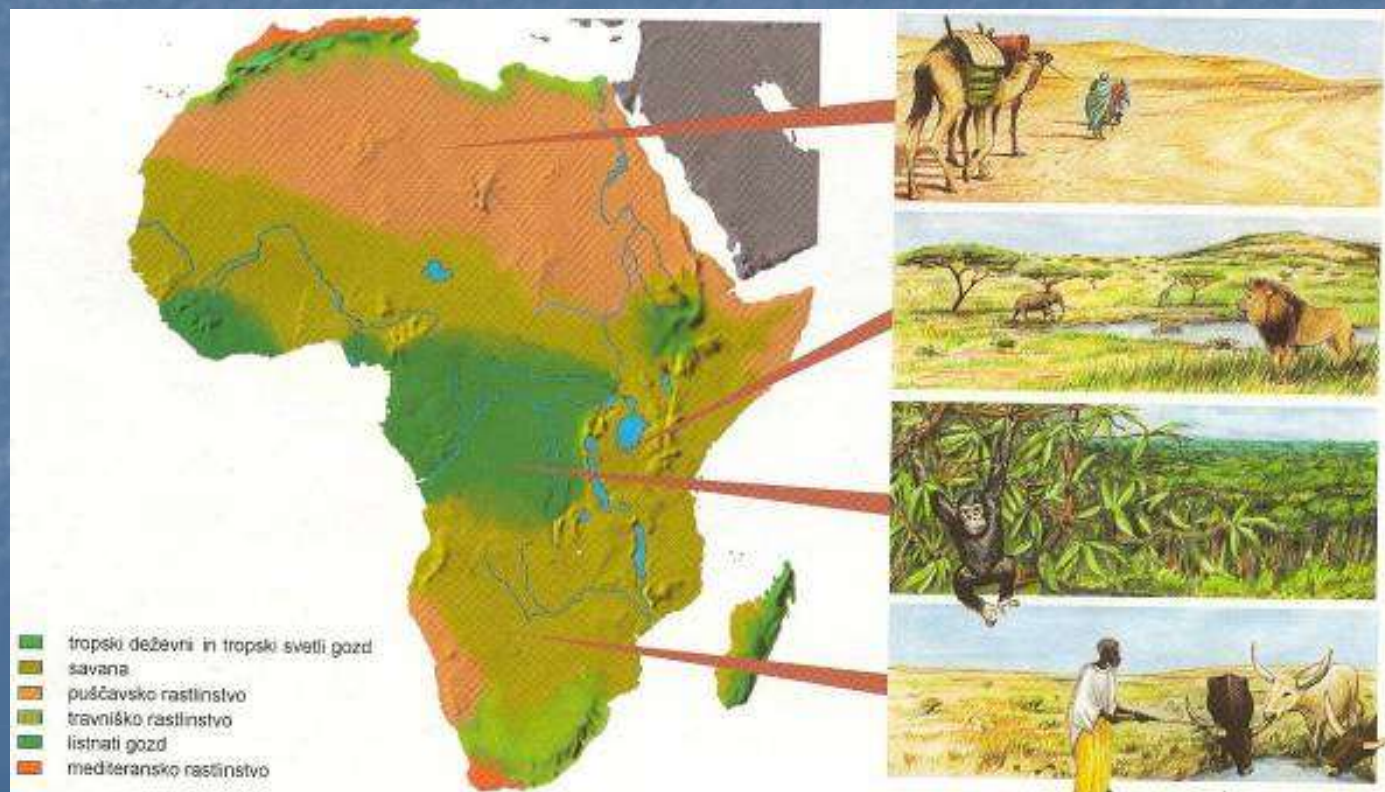 tropski deževni in tropski svetli gozd
savana
puščavsko rastlinstvo
travniško rastlinstvo
listnati gozd
mediteransko rastlinstvo